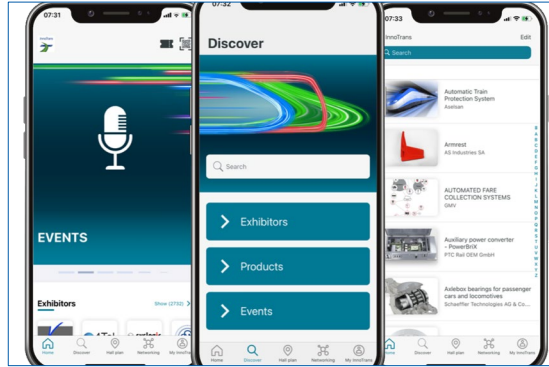 07:31
EVENTS
Exhibitors
Show (2732) >
Home
Discover
Hall plan
Networking
My InnoTrans
07:32
Discover
Search
Exhibitors
Products
Events
Home
Discover
Hall plan
Networking
My InnoTrans
07:33
InnoTrans
Edit
Search
Automatic Train
Protection System
Aselsan
Armrest
AS Industries SA
AUTOMATED FARE
COLLECTION SYSTEMS
GMV
Auxiliary power converter
- PowerBriX
PTC Rail OEM GmbH
Axlebox bearings for passenger
cars and locomotives
Schaeffler Technologies AG & Co...
Home
Discover
Hall plan
Networking
My InnoTrans